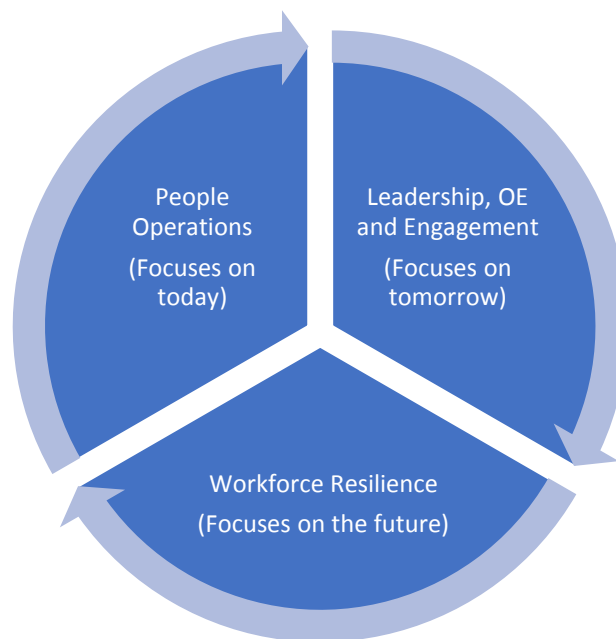 People
Operations
(Focuses on
today)
Leadership, OE
and Engagement
(Focuses on
tomorrow)
Workforce Resilience
(Focuses on the future)